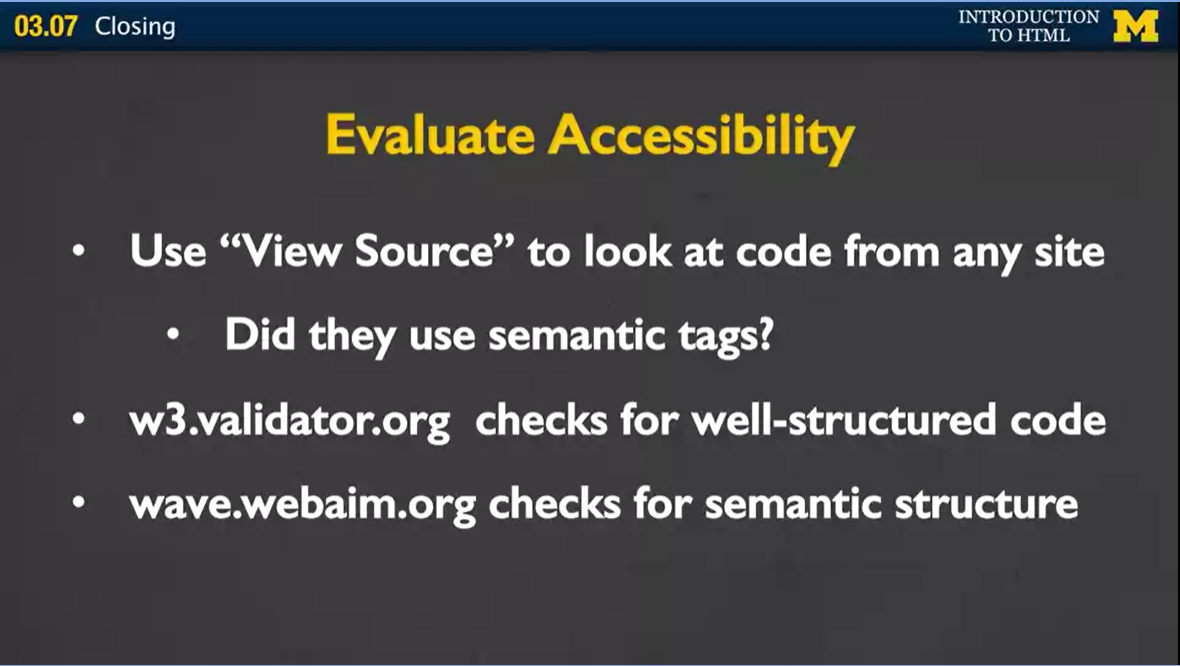 03.07 Closing
INTRODUCTION
TO HTML
M
Evaluate Accessibility
• Use “View Source” to look at code from any site
• Did they use semantic tags?
• w3.validator.org checks for well-structured code
• wave.webaim.org checks for semantic structure